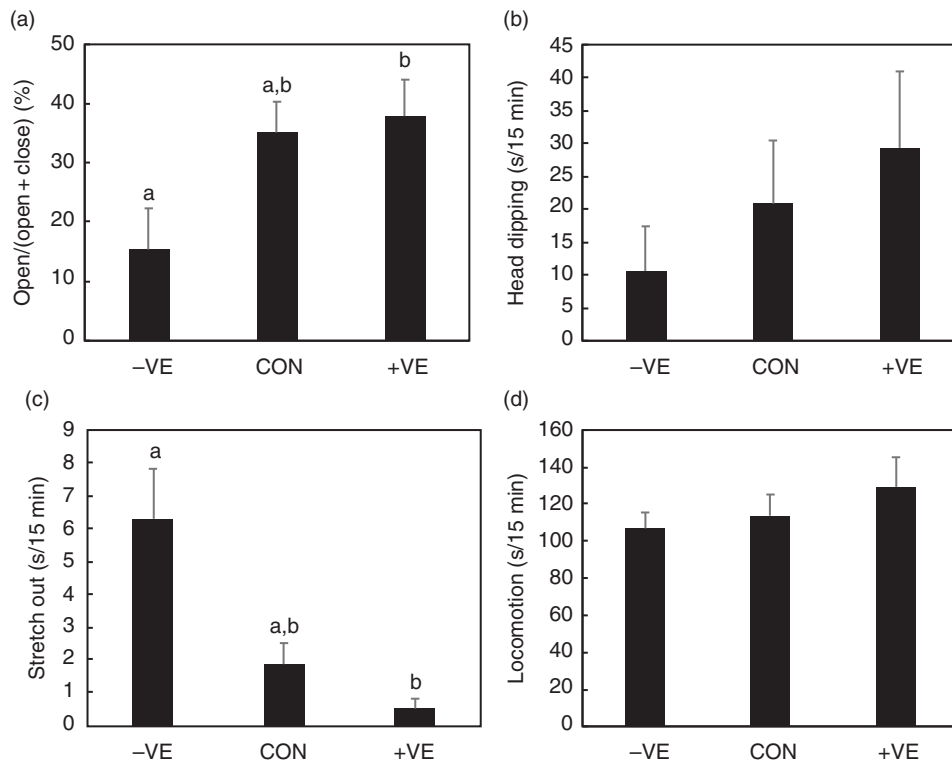 (a)
Open/(open + close) (%)
50
40
30
20
10
0
a
a,b
b
–VE CON +VE
(b)
Head dipping (s/15 min)
45
40
35
30
25
20
15
10
5
0
–VE CON +VE
(c)
Stretch out (s/15 min)
9
8
7
6
5
4
3
2
1
0
a
a,b
b
–VE CON +VE
(d)
Locomotion (s/15 min)
160
140
120
100
80
60
40
20
0
–VE CON +VE